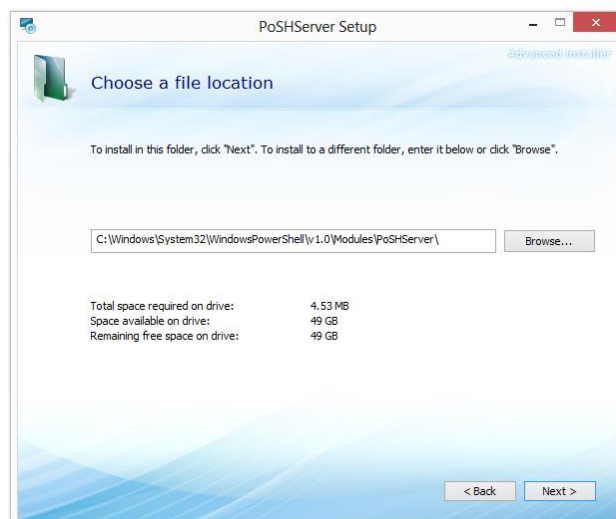 PoSHServer Setup
Advanced Installer
Choose a file location
To install in this folder, click "Next". To install to a different folder, enter it below or click "Browse".
C:\Windows\System32\WindowsPowerShell\v1.0\Modules\PoSHServer\
Browse...
Total space required on drive: 4.53 MB
Space available on drive: 49 GB
Remaining free space on drive: 49 GB
< Back
Next >